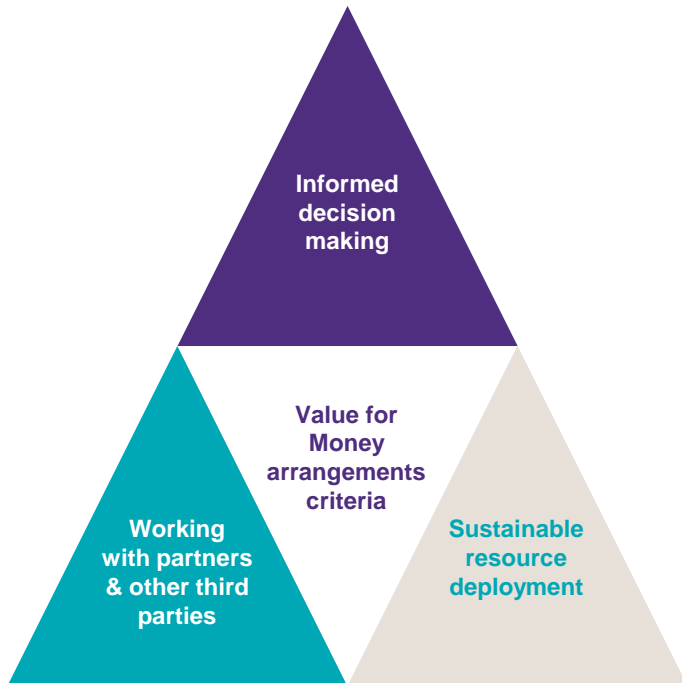 Informed
decision
making
Value for
Money
arrangements
criteria
Working
with partners
& other third
parties
Sustainable
resource
deployment